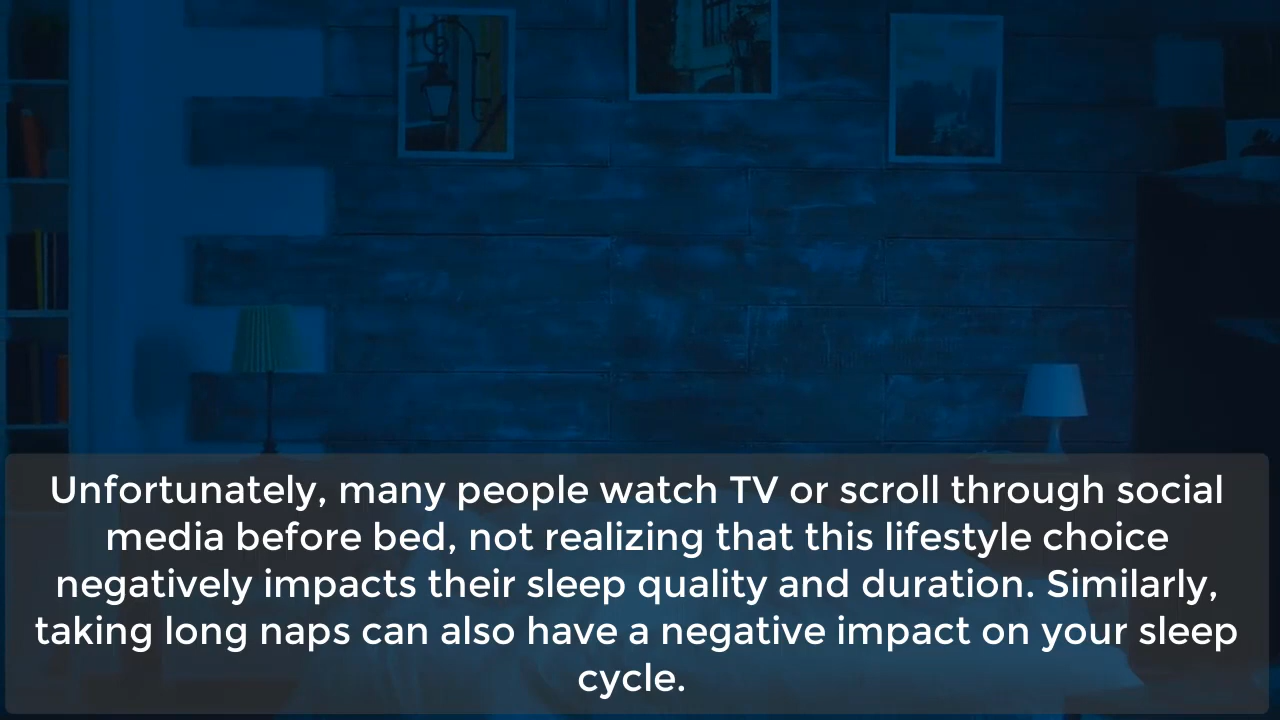 Unfortunately, many people watch TV or scroll through social
media before bed, not realizing that this lifestyle choice
negatively impacts their sleep quality and duration. Similarly,
taking long naps can also have a negative impact on your sleep
cycle.